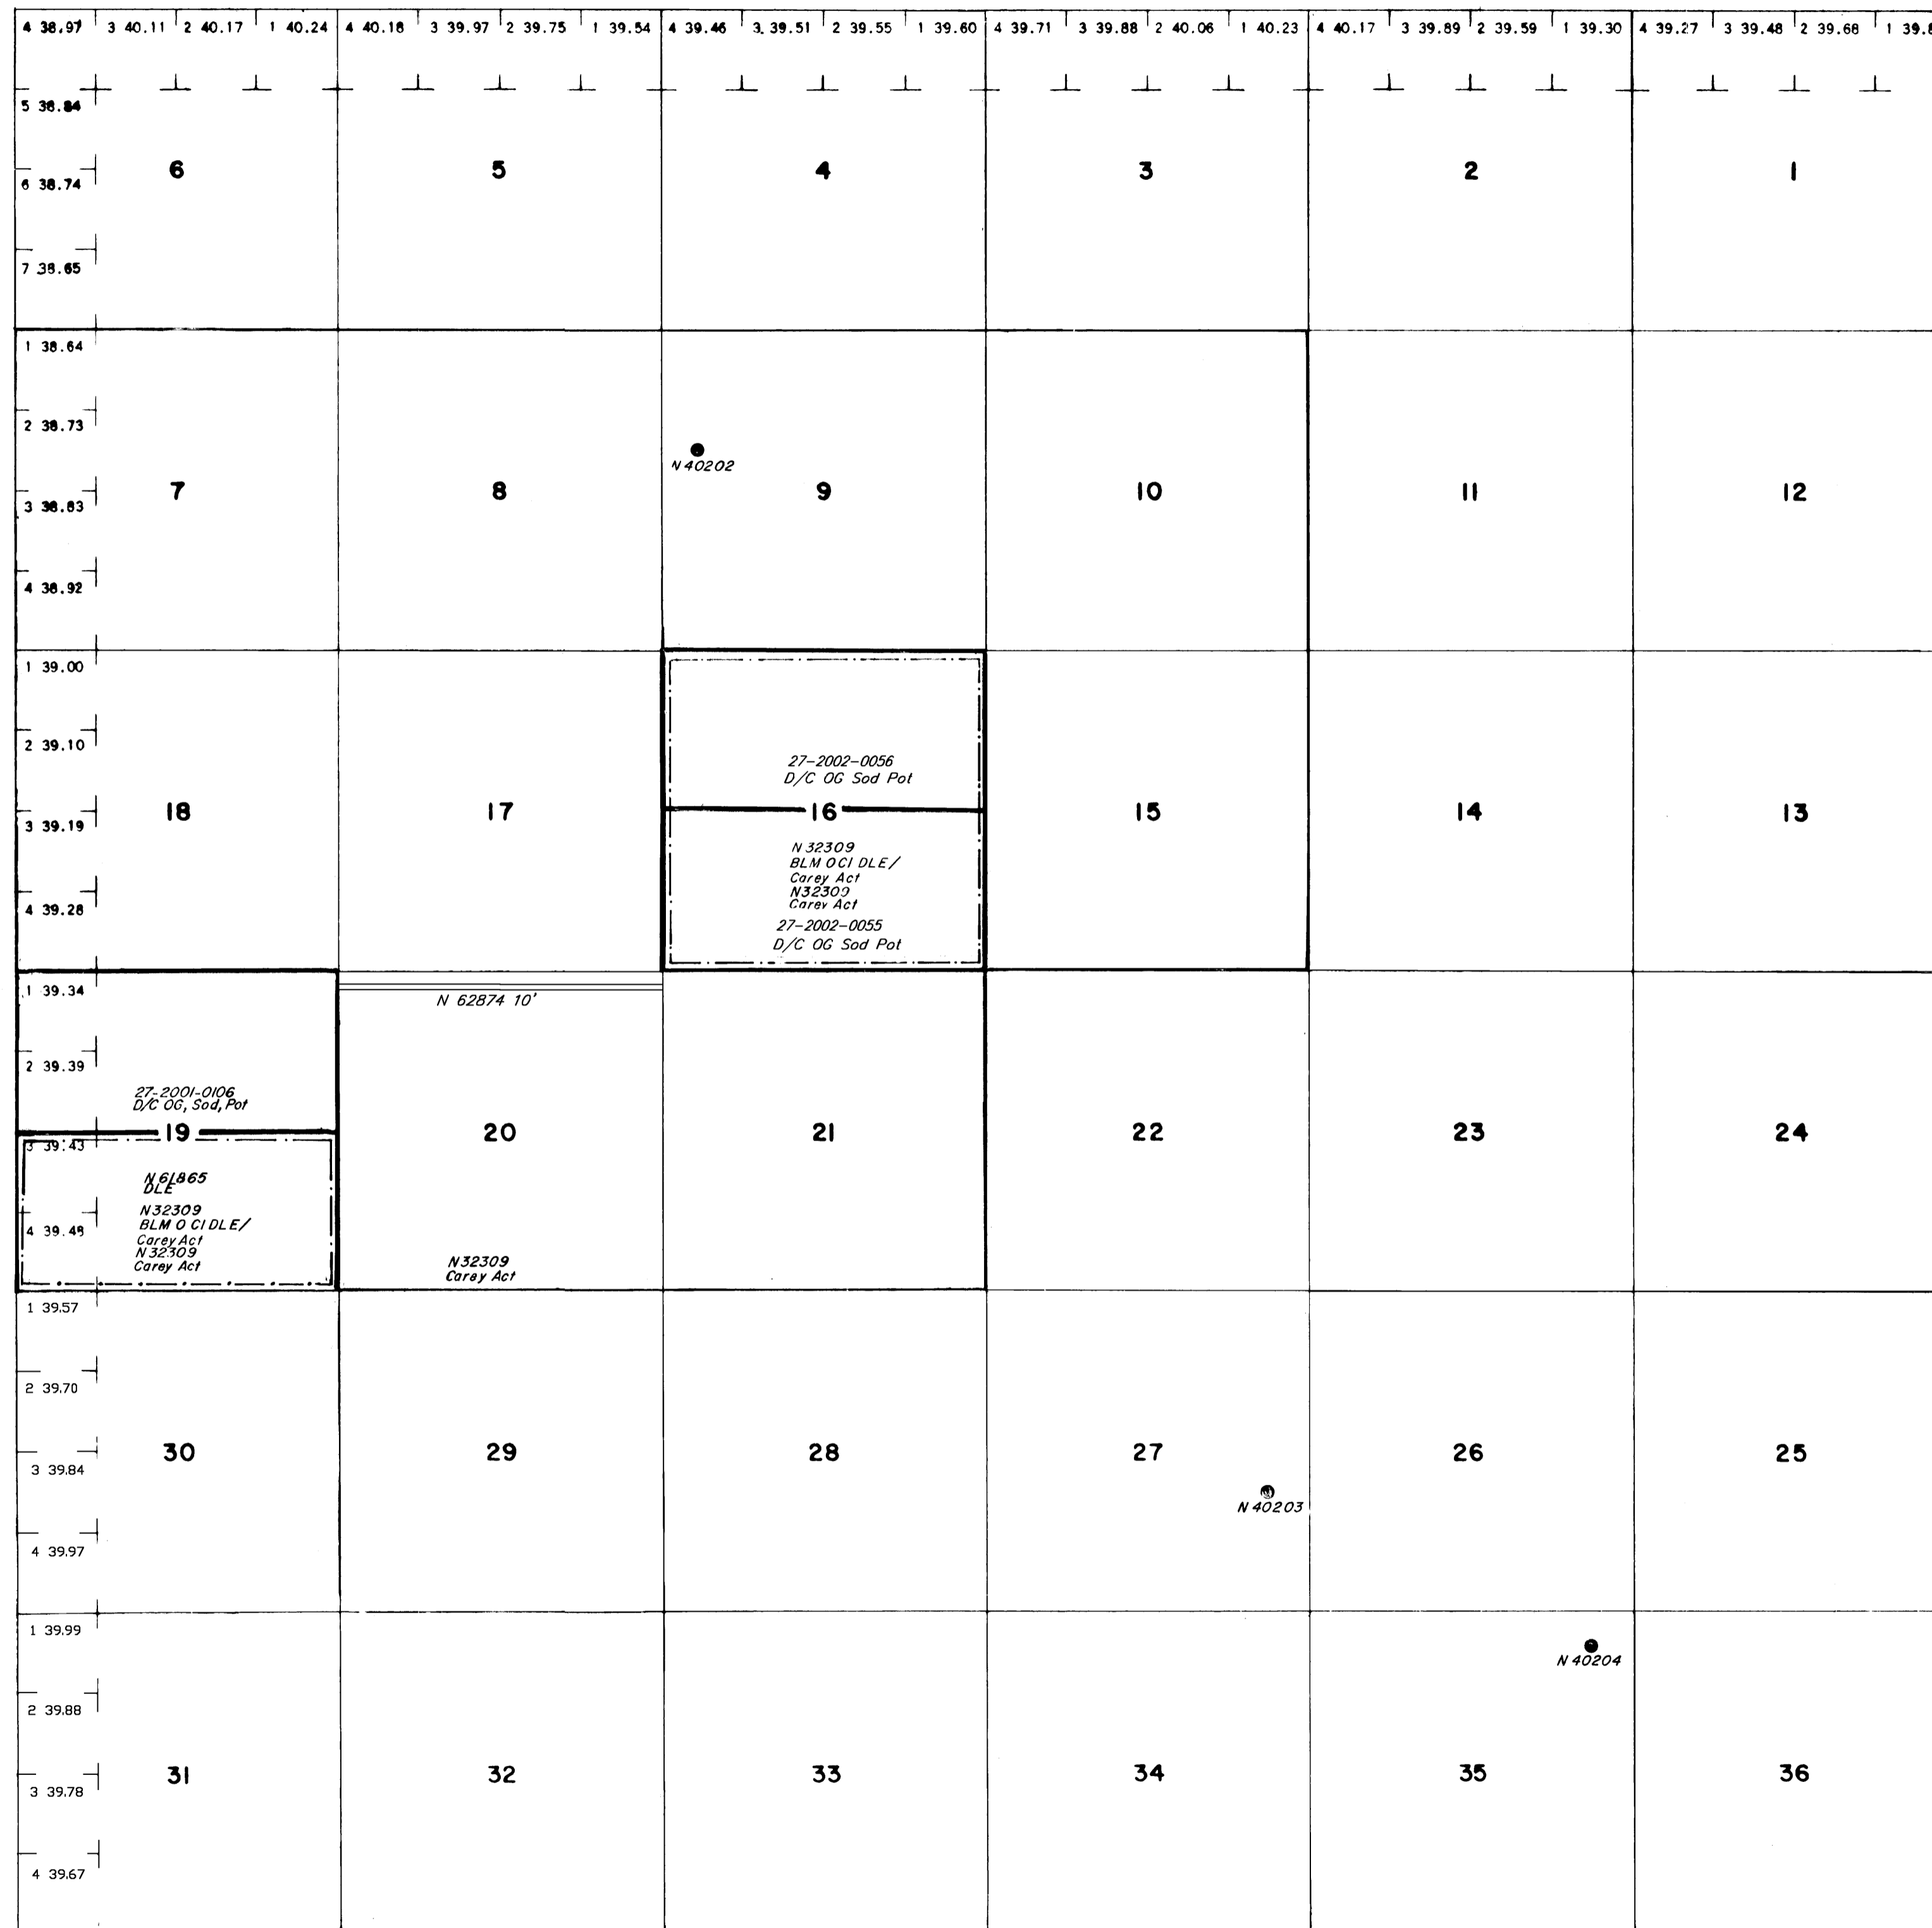 4 38.97 3 40.11 2 40.17 1 40.24 4 40.18 3 39.97 2 39.75 1 39.54 4 39.46 3 39.51 2 39.55 1 39.60 4 39.71 3 39.88 2 40.06 1 40.23 4 40.17 3 39.89 2 39.59 1 39.30 4 39.27 3 39.48 2 39.68 1
5 38.84
6 5 4 3 2 1
6 38.74
7 38.65
1 38.64
2 38.73
N 40202
7 8 9 10 11 12
3 38.83
4 38.92
1 39.00
2 39.10
27-2002-0056
D/C OG Sod Pot
18 17 16 15 14 13
3 39.19
N 32309
BLM OCI DLE/
Carey Act
N32309
Carey Act
4 39.28
27-2002-0055
D/C OG Sod Pot
1 39.34
N 62874 10'
2 39.39
27-2001-0106
D/C OG, Sod, Pot
19 20 21 22 23 24
3 39.43
N 61865
DLE
N32309
BLM O CI DLE/
4 39.48
Carey Act
N32309
Carey Act
N32309
Carey Act
1 39.57
2 39.70
30 29 28 27 26 25
3 39.84
N 40203
4 39.97
1 39.99
N 40204
2 39.88
31 32 33 34 35 36
3 39.78
4 39.67